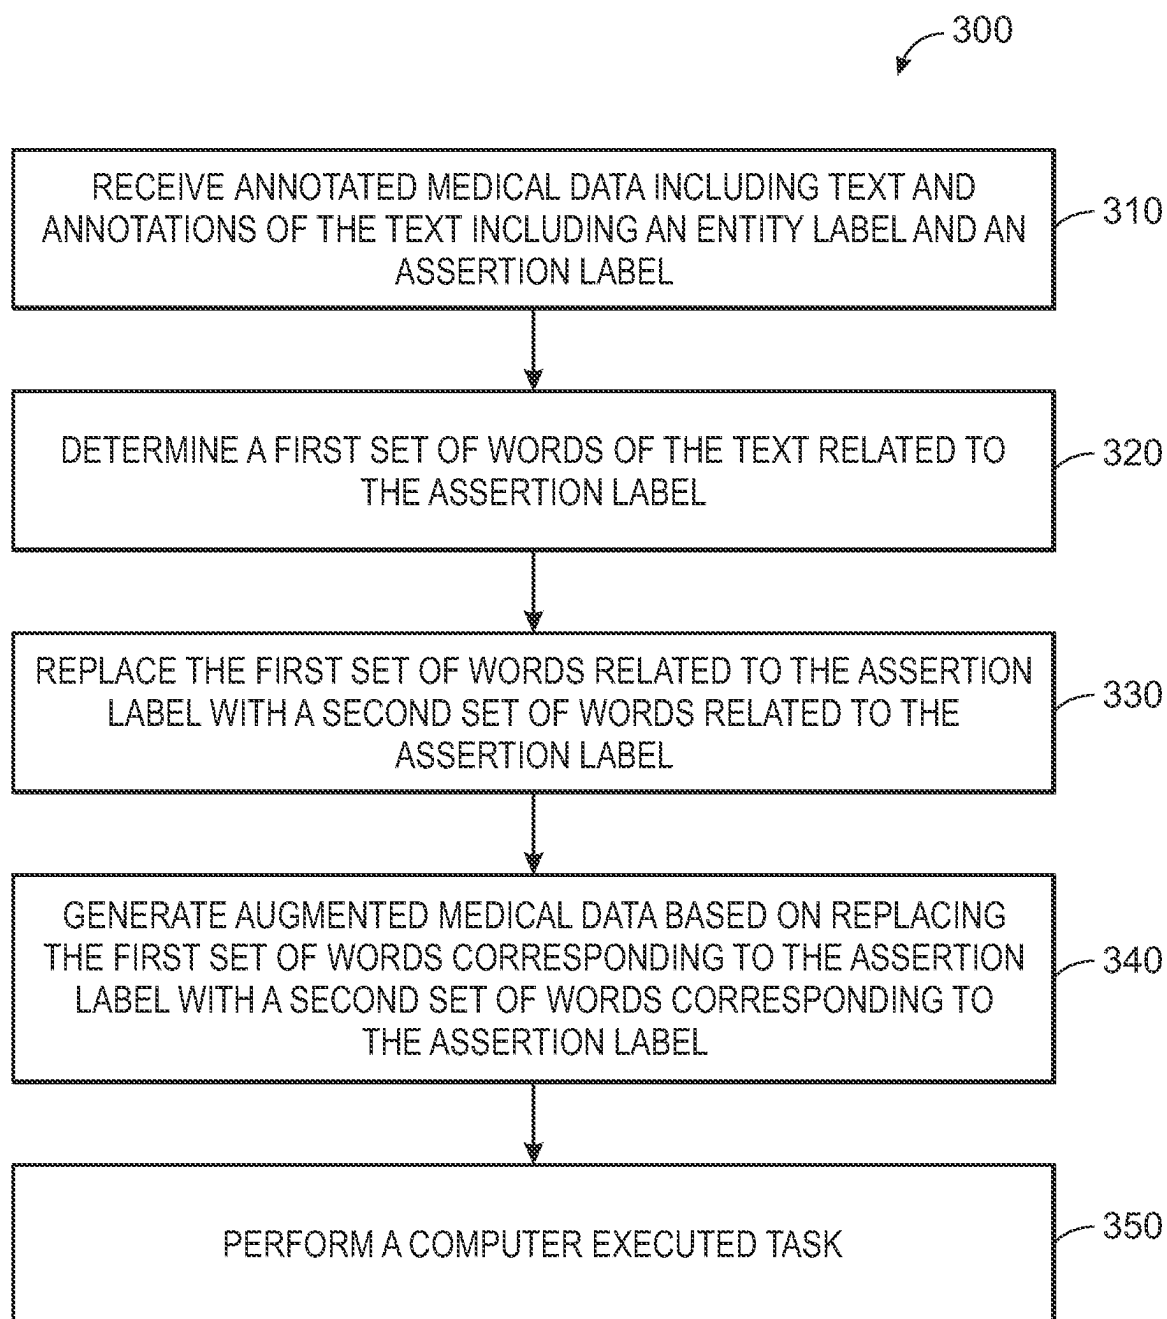 300
RECEIVE ANNOTATED MEDICAL DATA INCLUDING TEXT AND
ANNOTATIONS OF THE TEXT INCLUDING AN ENTITY LABEL AND AN
ASSERTION LABEL
310
DETERMINE A FIRST SET OF WORDS OF THE TEXT RELATED TO
THE ASSERTION LABEL
320
REPLACE THE FIRST SET OF WORDS RELATED TO THE ASSERTION
LABEL WITH A SECOND SET OF WORDS RELATED TO THE
ASSERTION LABEL
330
GENERATE AUGMENTED MEDICAL DATA BASED ON REPLACING
THE FIRST SET OF WORDS CORRESPONDING TO THE ASSERTION
LABEL WITH A SECOND SET OF WORDS CORRESPONDING TO
THE ASSERTION LABEL
340
PERFORM A COMPUTER EXECUTED TASK
350